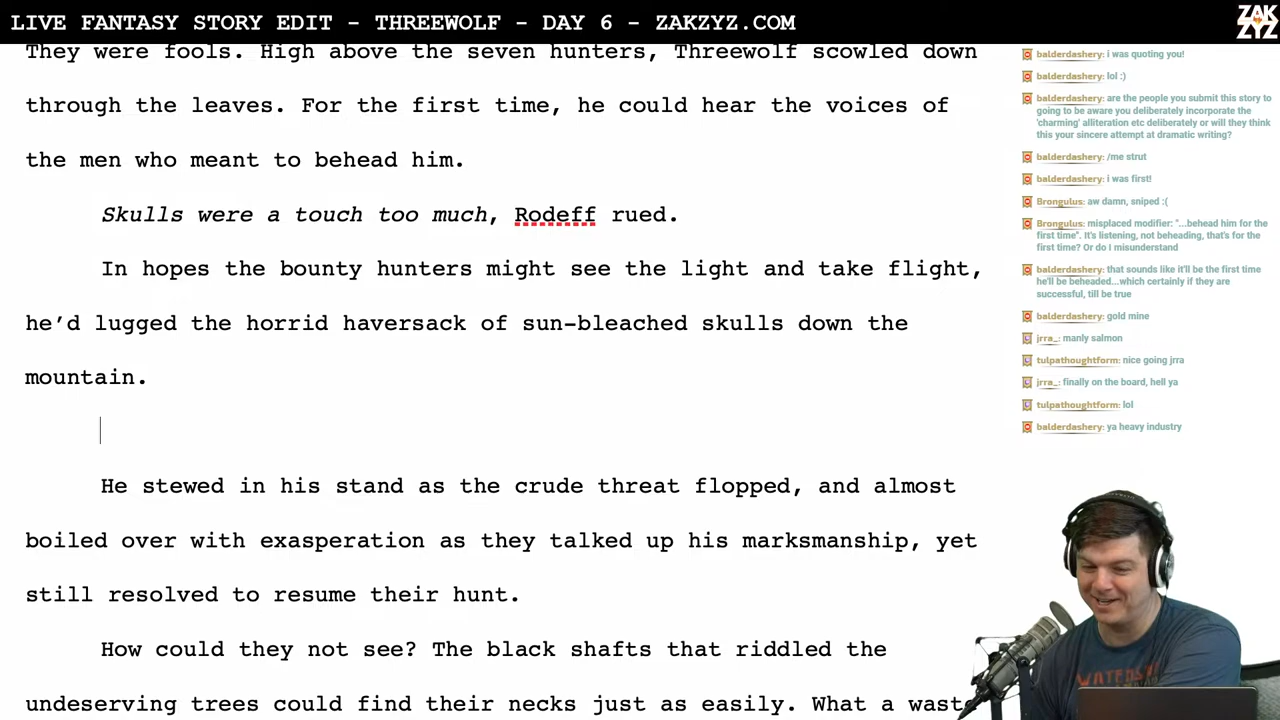 LIVE FANTASY STORY EDIT - THREEWOLF - DAY 6 - ZAKZYZ.COM
ZAK
ZYZ
They were fools. High above the seven hunters, Threewolf scowled down
through the leaves. For the first time, he could hear the voices of
the men who meant to behead him.
Skulls were a touch too much, Rodeff rued.
In hopes the bounty hunters might see the light and take flight,
he’d lugged the horrid haversack of sun-bleached skulls down the
mountain.
He stewed in his stand as the crude threat flopped, and almost
boiled over with exasperation as they talked up his marksmanship, yet
still resolved to resume their hunt.
How could they not see? The black shafts that riddled the
undeserving trees could find their necks just as easily. What a waste
balderdashery: i was quoting you!
balderdashery: lol :)
balderdashery: are the people you submit this story to
going to be aware you deliberately incorporate the
'charming' alliteration etc deliberately or will they think
this your sincere attempt at dramatic writing?
balderdashery: /me strut
balderdashery: i was first!
Brongulus: aw damn, sniped :(
Brongulus: misplaced modifier: "...behead him for the
first time". It's listening, not beheading, that's for the
first time? Or do I misunderstand
balderdashery: that sounds like it'll be the first time
he'll be beheaded...which certainly if they are
successful, till be true
balderdashery: gold mine
jrra_: manly salmon
tulpathoughtform: nice going jrra
jrra_: finally on the board, hell ya
tulpathoughtform: lol
balderdashery: ya heavy industry